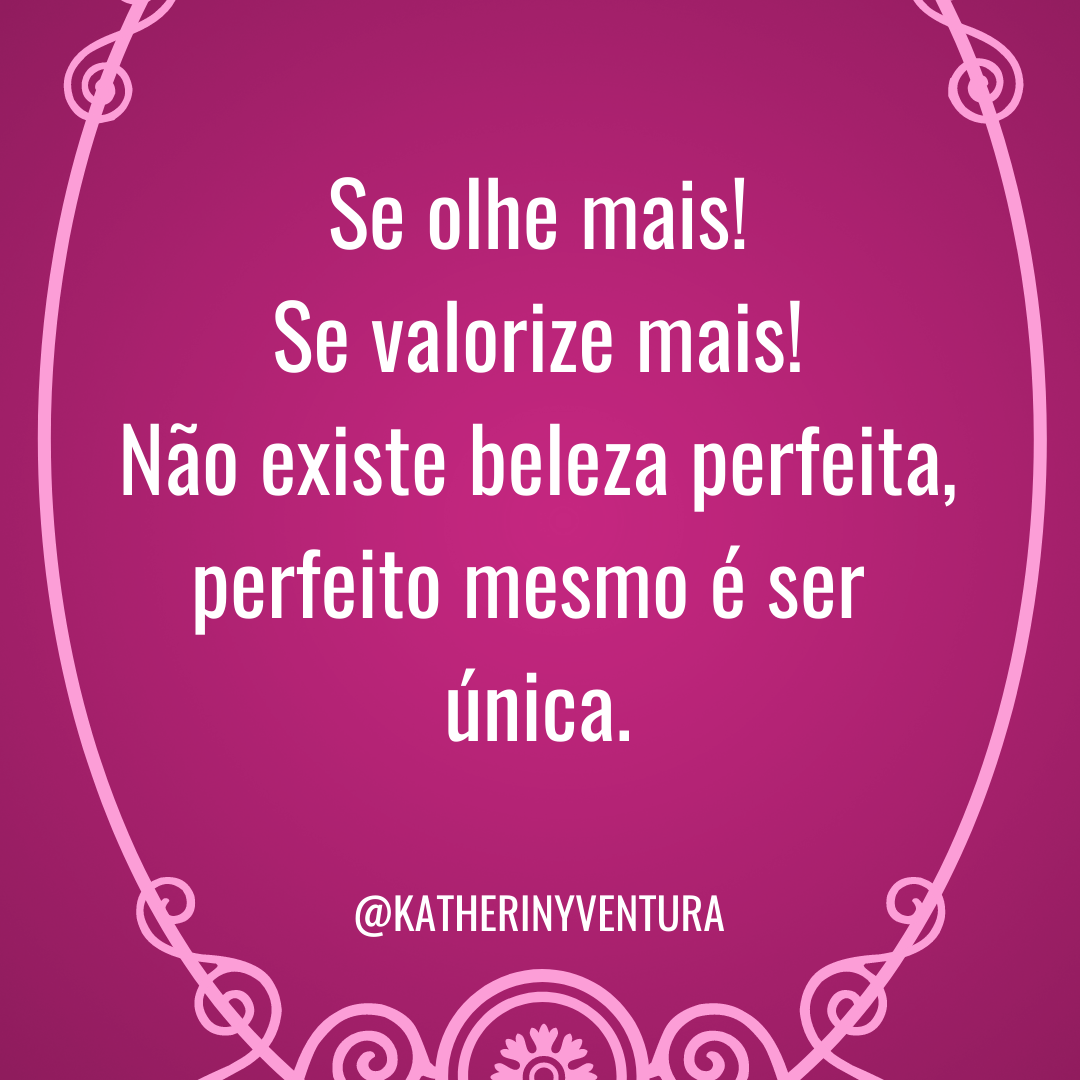 Se olhe mais!
Se valorize mais!
Não existe beleza perfeita,
perfeito mesmo é ser
única.
@KATHERINYVENTURA